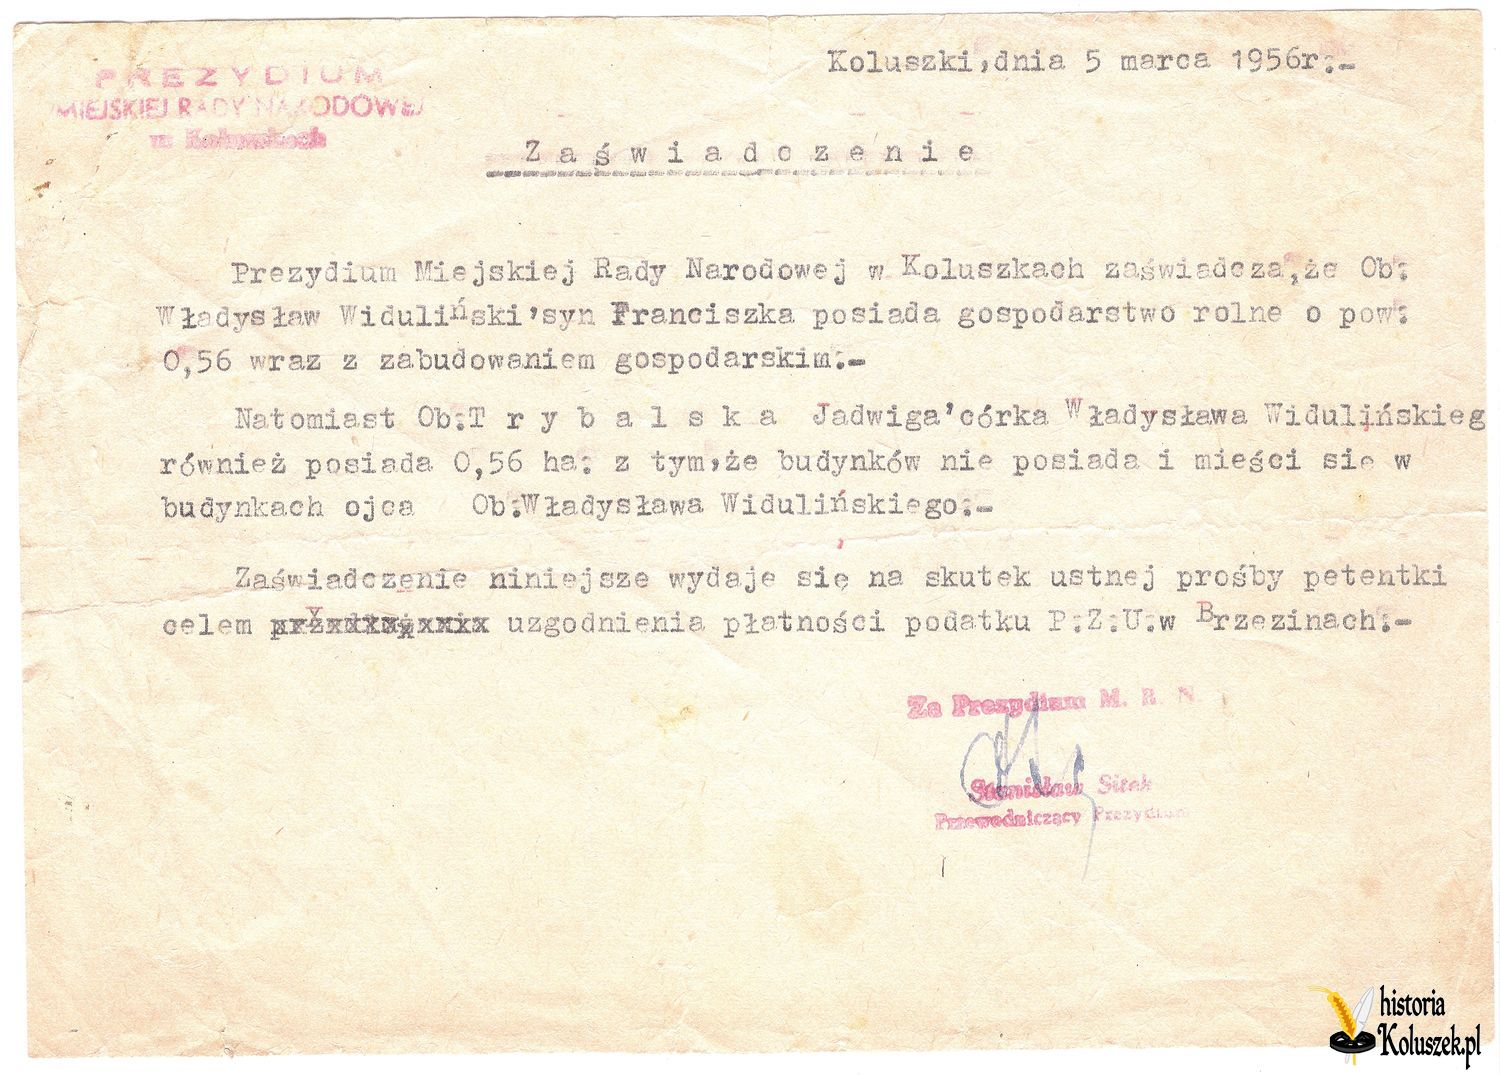 PREZYDIUM
MIEJSKIEJ RADY NARODOWEJ
w Koluszkach
Koluszki,dnia 5 marca 1956r.-
Z a ś w i a d c z e n i e
Prezydium Miejskiej Rady Narodowej w Koluszkach zaświadcza,że Ob.
Władysław Widuliński'syn Franciszka posiada gospodarstwo rolne o pow.
0,56 wraz z zabudowaniem gospodarskim.-
Natomiast Ob.T r y b a l s k a Jadwiga'córka Władysława Widulińskieg
również posiada 0,56 ha. z tym,że budynków nie posiada i mieści się w
budynkach ojca Ob.Władysława Widulińskiego.-
Zaświadczenie niniejsze wydaje się na skutek ustnej prośby petentki
celem uzgodnienia płatności podatku P.Z.U.w Brzezinach.-
Za Prezydium M. R. N
Stanisław Sitek
Przewodniczący Prezydium
historia
Koluszek.pl